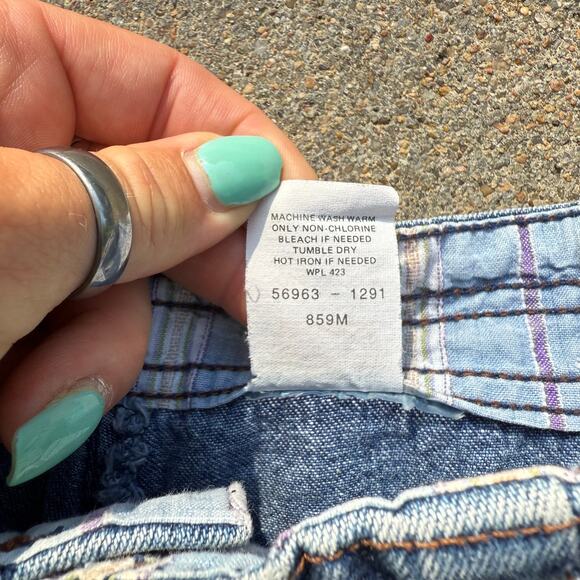 MACHINE WASH WARM
ONLY NON-CHLORINE
BLEACH IF NEEDED
TUMBLE DRY
HOT IRON IF NEEDED
WPL 423
56963 - 1291
859M